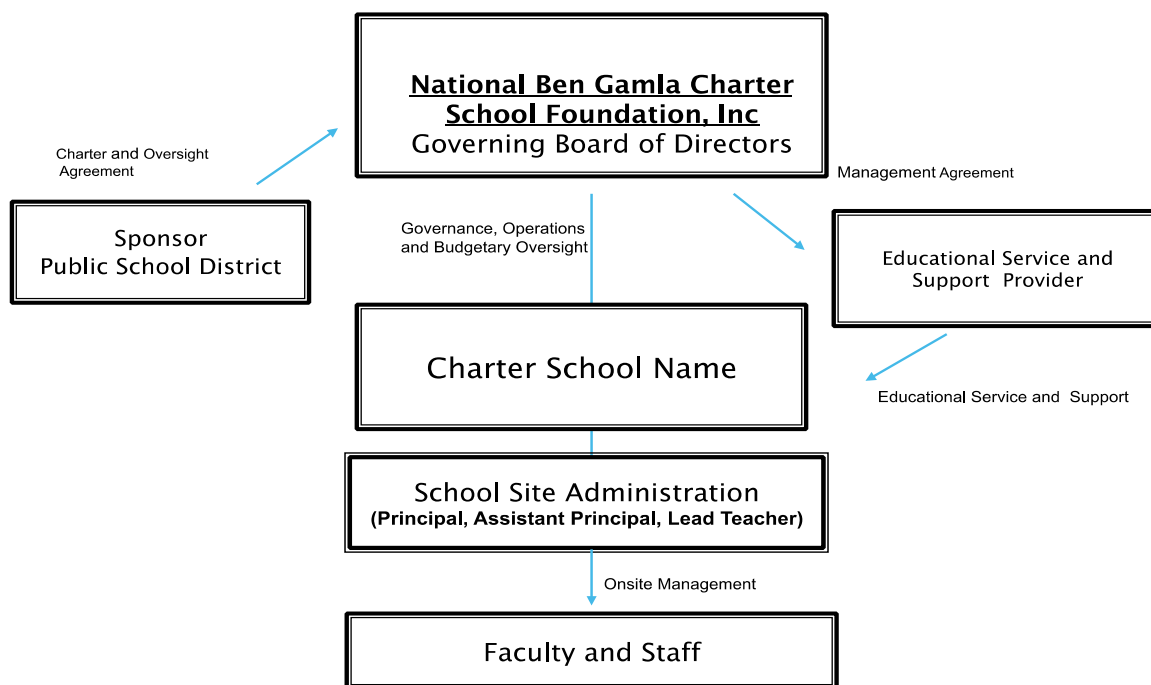 National Ben Gamla Charter
School Foundation, Inc
Governing Board of Directors
Charter and Oversight
Agreement
Management Agreement
Sponsor
Public School District
Governance, Operations
and Budgetary Oversight
Educational Service and
Support Provider
Charter School Name
Educational Service and Support
School Site Administration
(Principal, Assistant Principal, Lead Teacher)
Onsite Management
Faculty and Staff